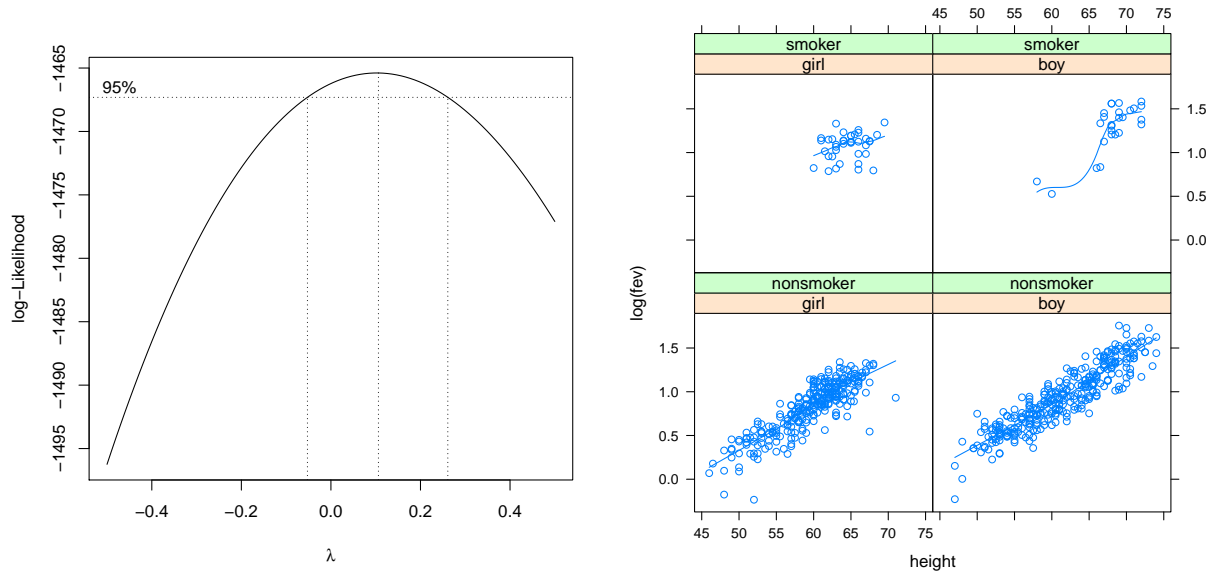 95%
−1465
−1470
−1475
−1480
−1485
−1490
−1495
log−Likelihood
−0.4 −0.2 0.0 0.2 0.4
λ
45 50 55 60 65 70 75
smoker smoker
girl boy
1.5
1.0
0.5
0.0
log(fev)
nonsmoker nonsmoker
girl boy
1.5
1.0
0.5
0.0
45 50 55 60 65 70 75
height